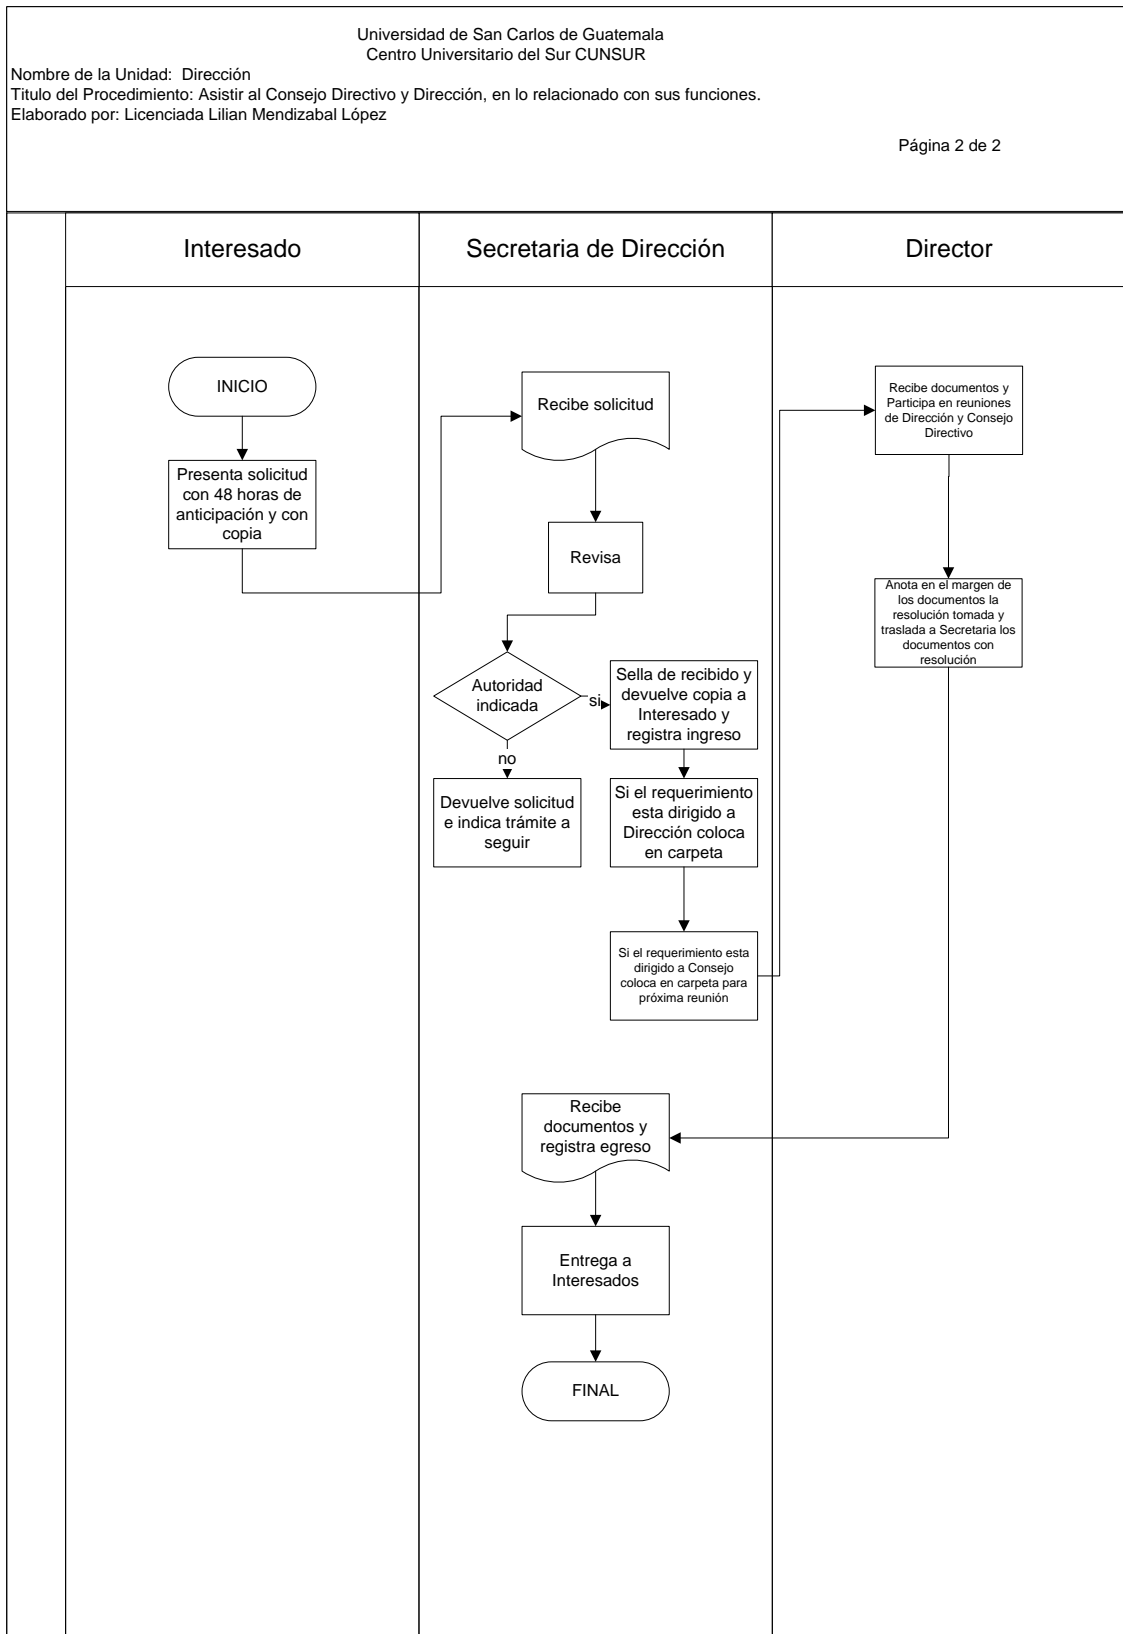 Universidad de San Carlos de Guatemala
Centro Universitario del Sur CUNSUR
Nombre de la Unidad: Dirección
Titulo del Procedimiento: Asistir al Consejo Directivo y Dirección, en lo relacionado con sus funciones.
Elaborado por: Licenciada Lilian Mendizabal López
Página 2 de 2
Interesado
Secretaria de Dirección
Director
INICIO
Presenta solicitud
con 48 horas de
anticipación y con
copia
Recibe solicitud
Revisa
Autoridad
indicada
si
no
Sella de recibido y
devuelve copia a
Interesado y
registra ingreso
Devuelve solicitud
e indica trámite a
seguir
Si el requerimiento
esta dirigido a
Dirección coloca
en carpeta
Si el requerimiento esta
dirigido a Consejo
coloca en carpeta para
próxima reunión
Recibe documentos y
Participa en reuniones
de Dirección y Consejo
Directivo
Anota en el margen de
los documentos la
resolución tomada y
traslada a Secretaria los
documentos con
resolución
Recibe
documentos y
registra egreso
Entrega a
Interesados
FINAL